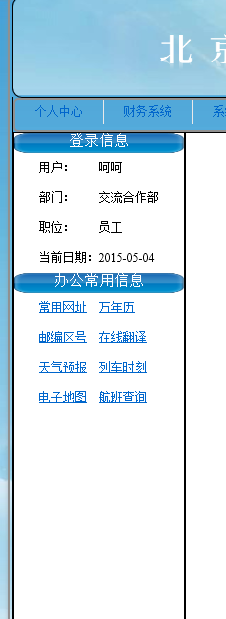 北
个人中心 财务系统 系
登录信息
用户： 呵呵
部门： 交流合作部
职位： 员工
当前日期：2015-05-04
办公常用信息
常用网址 万年历
邮编区号 在线翻译
天气预报 列车时刻
电子地图 航班查询